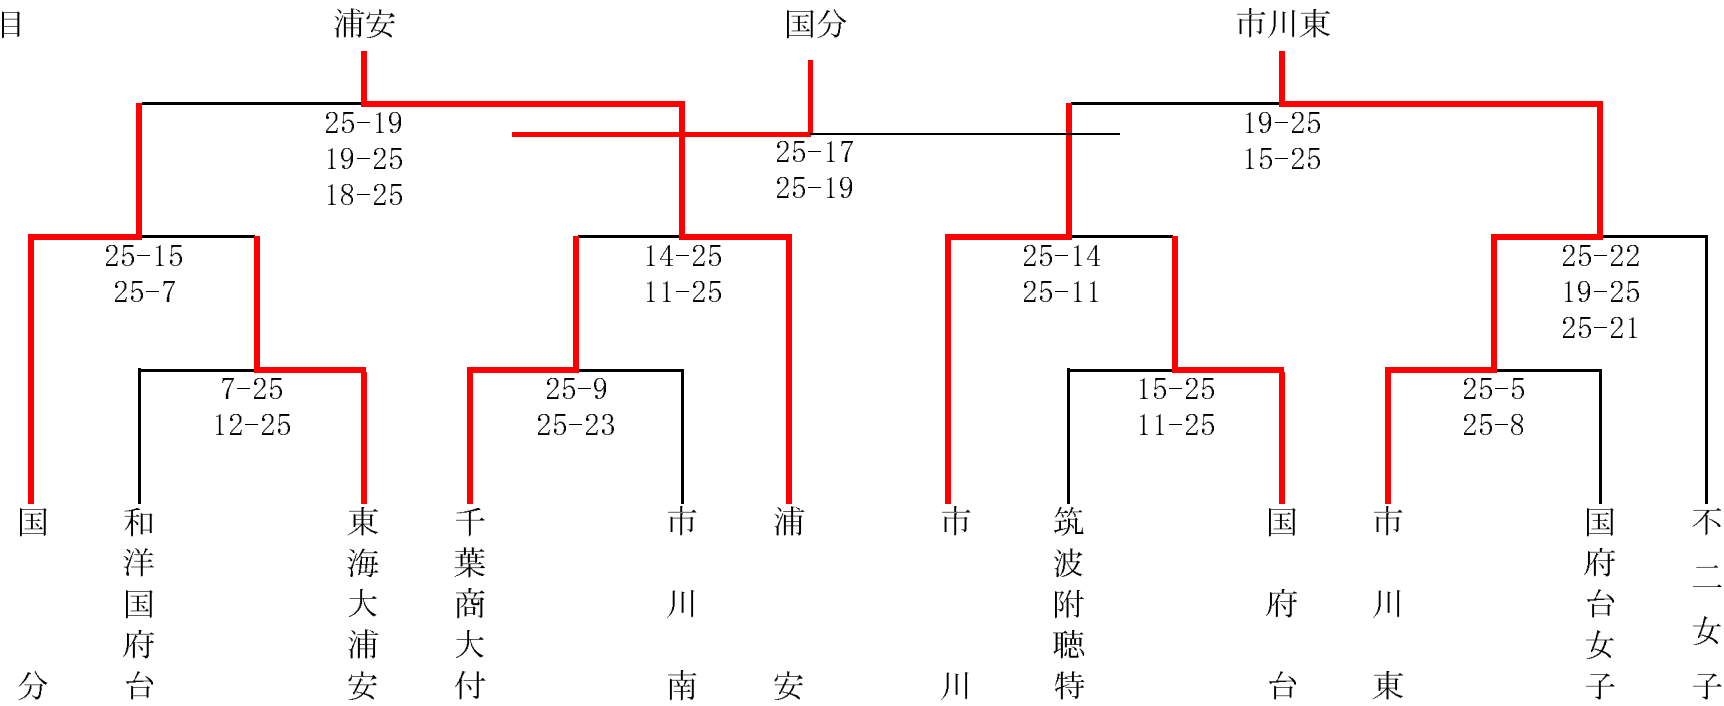 目
浦安
国分
市川東
25-19
19-25
18-25
25-17
25-19
19-25
15-25
25-15
25-7
14-25
11-25
25-14
25-11
25-22
19-25
25-21
7-25
12-25
25-9
25-23
15-25
11-25
25-5
25-8
国分
和洋国府台
東海大浦安
千葉商大付
市川南
浦安
市川
筑波附聴特
国府台
市川東
国府台女子
不二女子